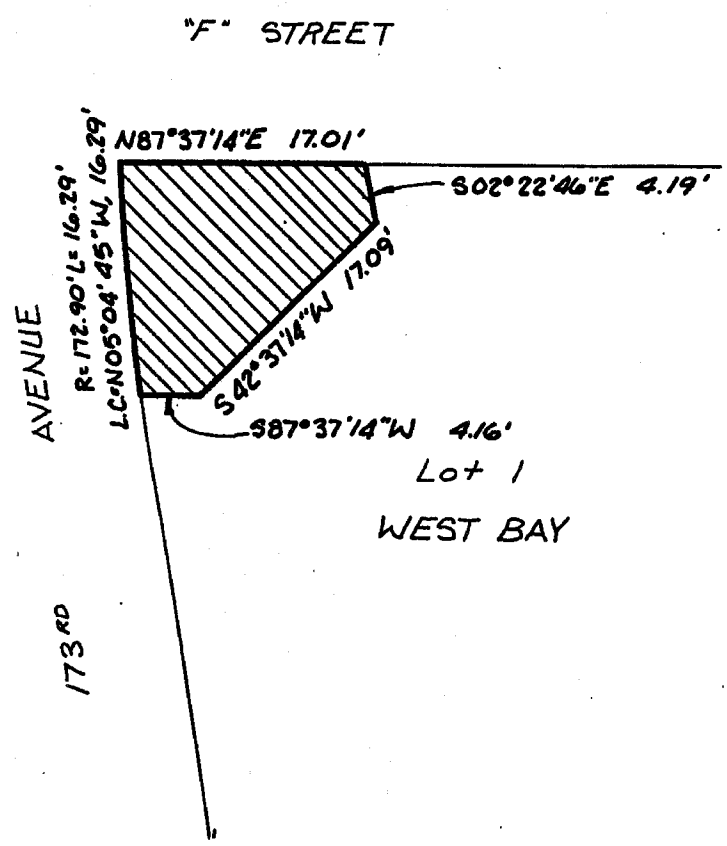 "F" STREET
N87°37'14"E 17.01'
S02°22'46"E 4.19'
R=172.90' L=16.29'
L.C.=N05°04'45"W, 16.29'
S42°37'14"W 17.09'
S87°37'14"W 4.16'
AVENUE
Lot 1
WEST BAY
173RD